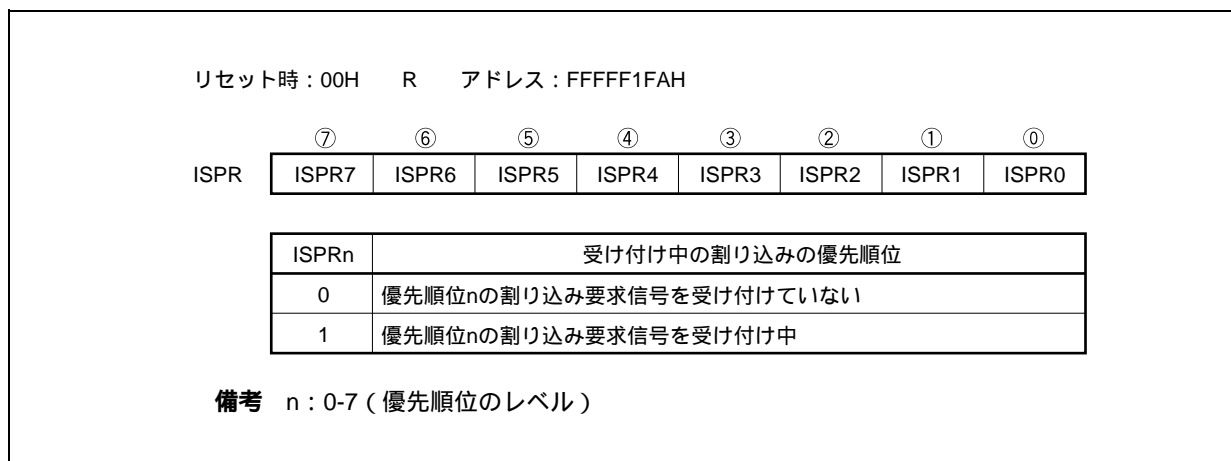 リセット時：00H　　R　　アドレス：FFFFF1FAH
⑦ ⑥ ⑤ ④ ③ ② ① ⓪
ISPR ISPR7 ISPR6 ISPR5 ISPR4 ISPR3 ISPR2 ISPR1 ISPR0
ISPRn 受け付け中の割り込みの優先順位
0 優先順位nの割り込み要求信号を受け付けていない
1 優先順位nの割り込み要求信号を受け付け中
備考　n：0-7（優先順位のレベル）